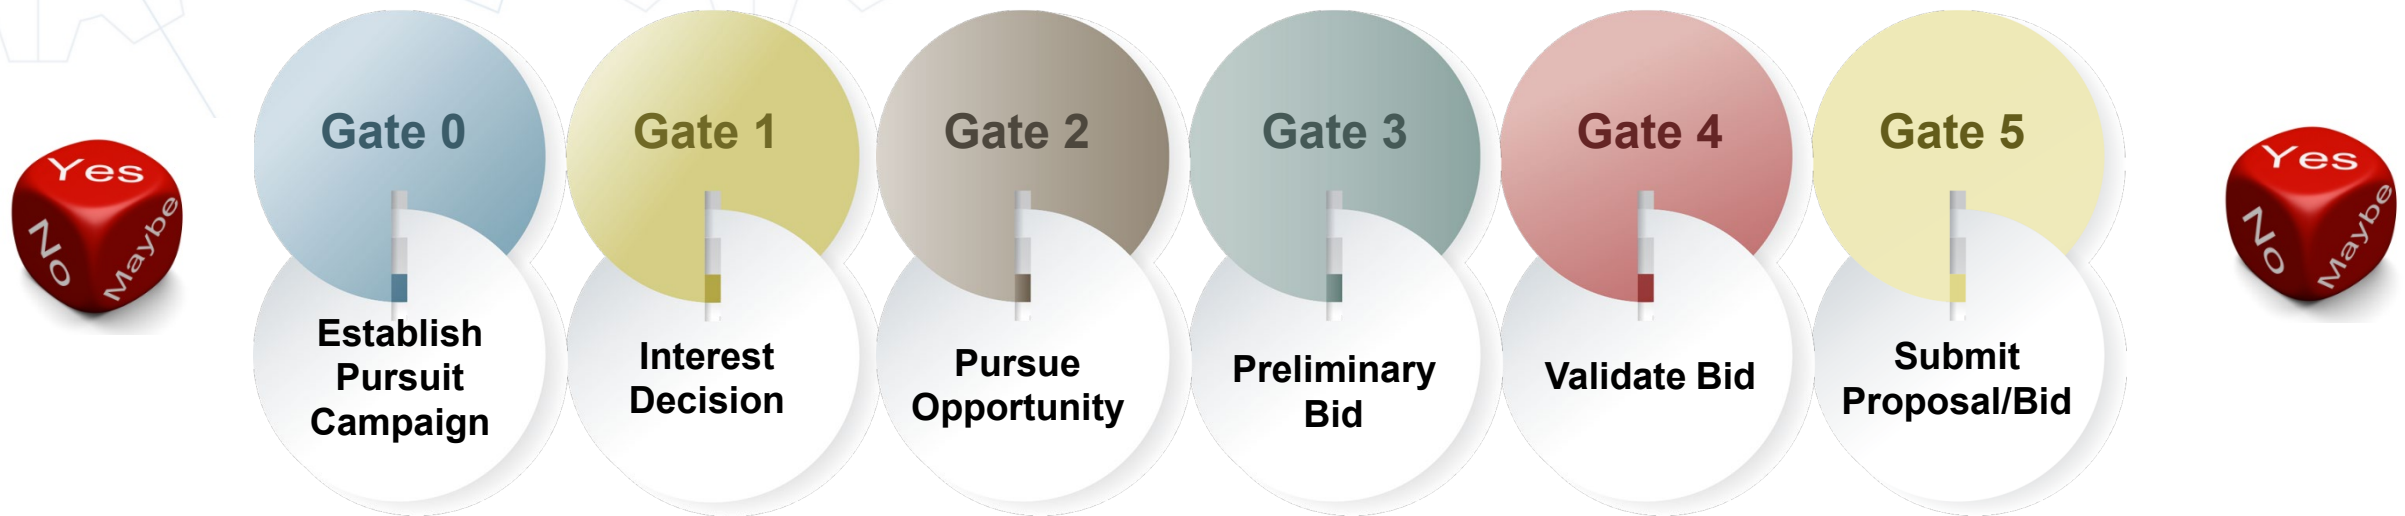 Yes
No
Maybe
Gate 0
Establish
Pursuit
Campaign
Gate 1
Interest
Decision
Gate 2
Pursue
Opportunity
Gate 3
Preliminary
Bid
Gate 4
Validate Bid
Gate 5
Submit
Proposal/Bid
Yes
No
Maybe